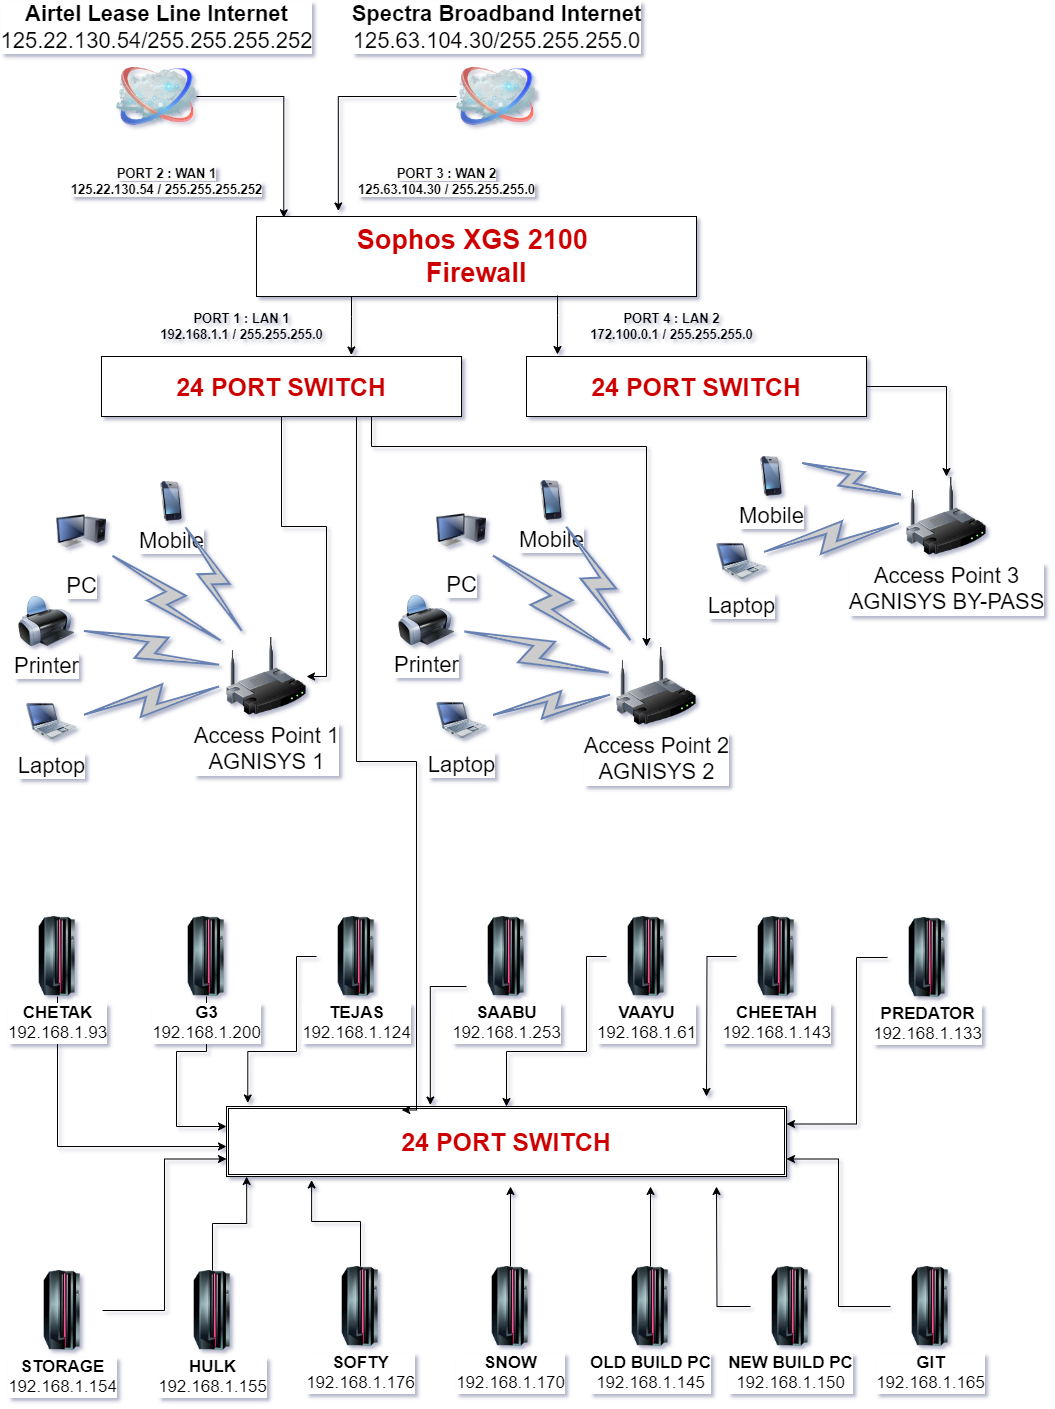 Airtel Lease Line Internet
125.22.130.54/255.255.255.252
Spectra Broadband Internet
125.63.104.30/255.255.255.0
PORT 2 : WAN 1
125.22.130.54 / 255.255.255.252
PORT 3 : WAN 2
125.63.104.30 / 255.255.255.0
Sophos XGS 2100
Firewall
PORT 1 : LAN 1
192.168.1.1 / 255.255.255.0
PORT 4 : LAN 2
172.100.0.1 / 255.255.255.0
24 PORT SWITCH
24 PORT SWITCH
Mobile
PC
Printer
Laptop
Access Point 1
AGNISYS 1
Mobile
PC
Printer
Laptop
Access Point 2
AGNISYS 2
Mobile
Laptop
Access Point 3
AGNISYS BY-PASS
CHETAK
192.168.1.93
G3
192.168.1.200
TEJAS
192.168.1.124
SAABU
192.168.1.253
VAAYU
192.168.1.61
CHEETAH
192.168.1.143
PREDATOR
192.168.1.133
24 PORT SWITCH
STORAGE
192.168.1.154
HULK
192.168.1.155
SOFTY
192.168.1.176
SNOW
192.168.1.170
OLD BUILD PC
192.168.1.145
NEW BUILD PC
192.168.1.150
GIT
192.168.1.165